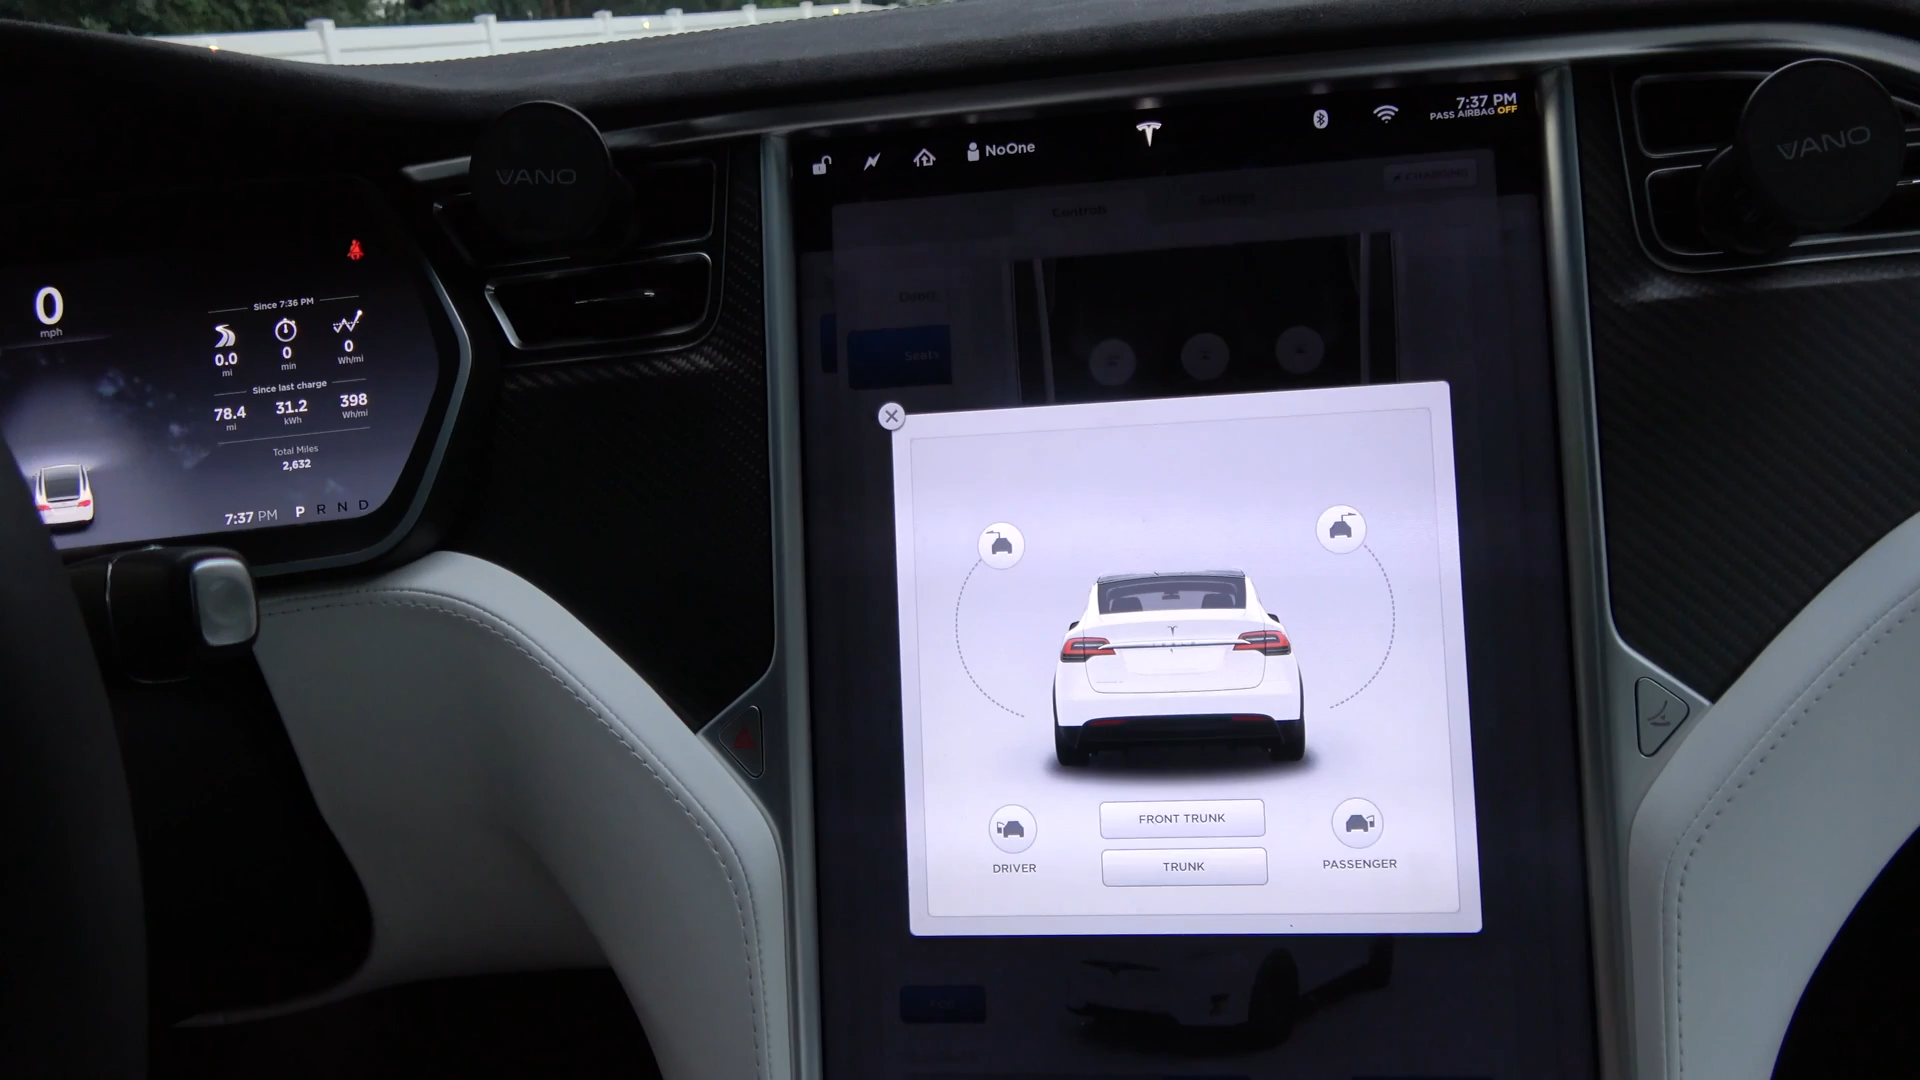 VANO
VANO
0
mph
Since 7:36 PM
0.0
mi
0
min
0
Wh/mi
Since last charge
78.4
mi
31.2
kWh
398
Wh/mi
Total Miles
2,632
7:37 PM
P R N D
NoOne
7:37 PM
PASS AIRBAG OFF
CHARGING
Controls
Settings
Seats
FRONT TRUNK
TRUNK
DRIVER
PASSENGER